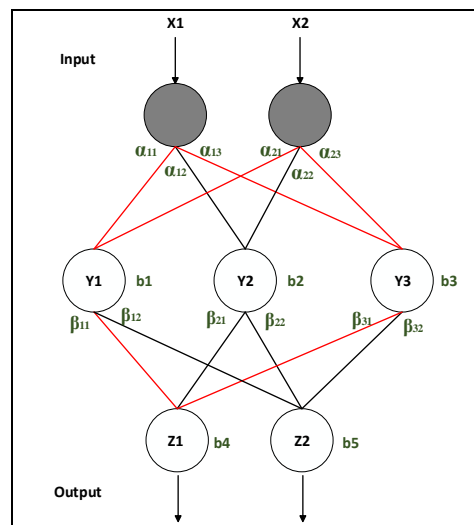 X1 X2
Input
α11 α13 α21 α23
α12 α22
Y1 b1 Y2 b2 Y3 b3
β11 β12 β21 β22 β31 β32
Z1 b4 Z2 b5
Output